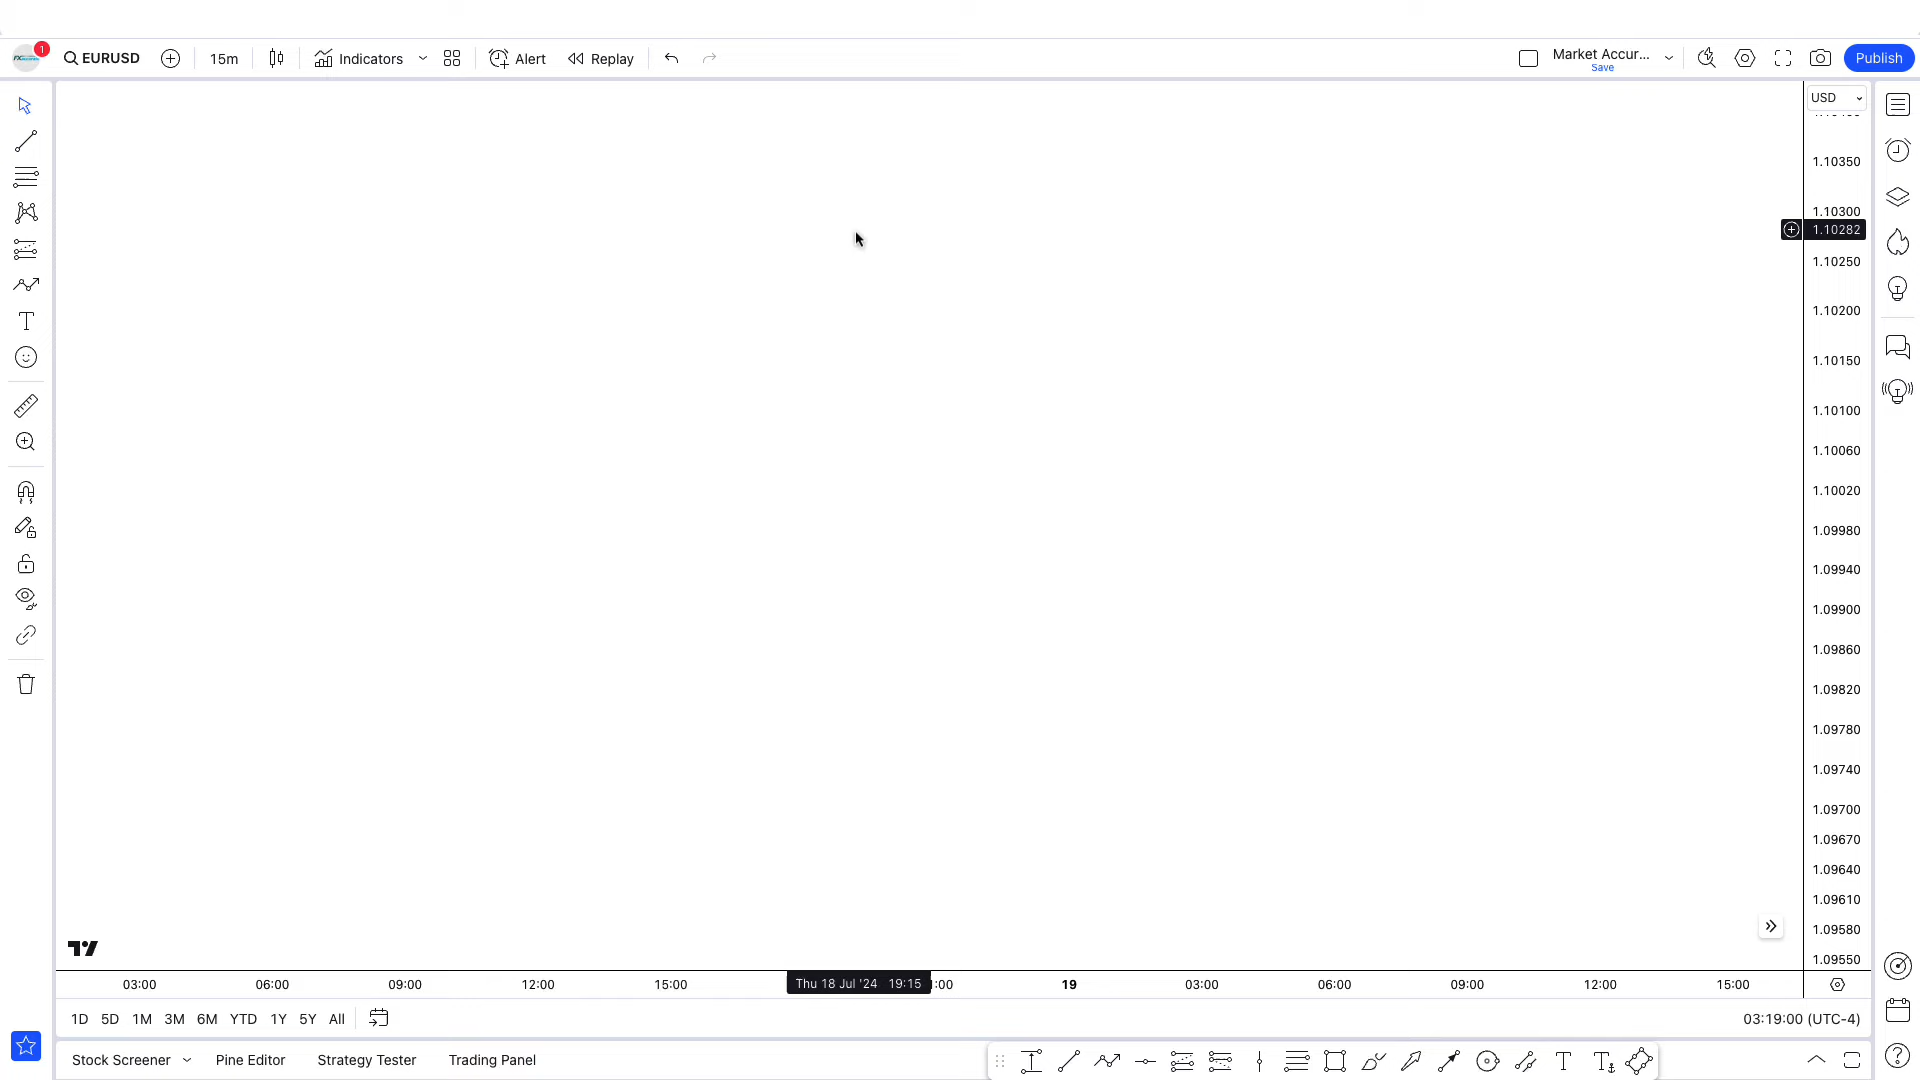 1
EURUSD
15m
Indicators
Alert
Replay
Market Accur...
Save
Publish
USD
1.10350
1.10300
1.10282
1.10250
1.10200
1.10150
1.10100
1.10060
1.10020
1.09980
1.09940
1.09900
1.09860
1.09820
1.09780
1.09740
1.09700
1.09670
1.09640
1.09610
1.09580
1.09550
03:00 06:00 09:00 12:00 15:00 Thu 18 Jul '24 19:15 :00 19 03:00 06:00 09:00 12:00 15:00
1D 5D 1M 3M 6M YTD 1Y 5Y All
03:19:00 (UTC-4)
Stock Screener Pine Editor Strategy Tester Trading Panel